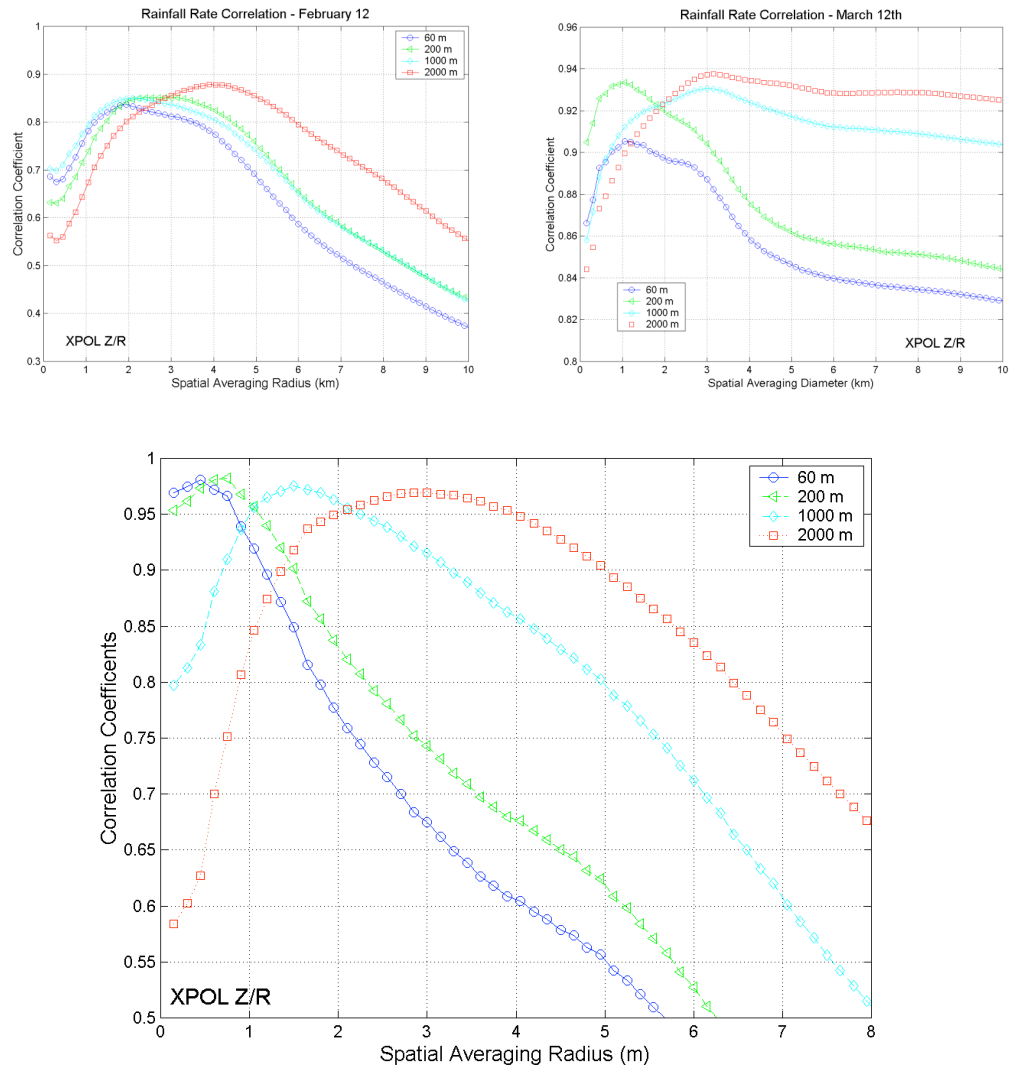 Rainfall Rate Correlation - February 12
1
0.9
0.8
0.7
0.6
0.5
0.4
0.3
Correlation Coefficient
60 m
200 m
1000 m
2000 m
XPOL Z/R
0 1 2 3 4 5 6 7 8 9 10
Spatial Averaging Radius (km)
Rainfall Rate Correlation - March 12th
0.96
0.94
0.92
0.9
0.88
0.86
0.84
0.82
0.8
Correlation Coefficient
60 m
200 m
1000 m
2000 m
XPOL Z/R
0 1 2 3 4 5 6 7 8 9 10
Spatial Averaging Diameter (km)
1
0.95
0.9
0.85
0.8
0.75
0.7
0.65
0.6
0.55
0.5
Correlation Coefficents
60 m
200 m
1000 m
2000 m
XPOL Z/R
0 1 2 3 4 5 6 7 8
Spatial Averaging Radius (m)